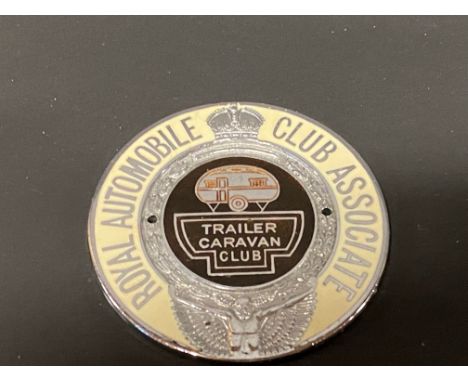 ROYAL AUTOMOBILE CLUB ASSOCIATE
TRAILER
CARAVAN
CLUB